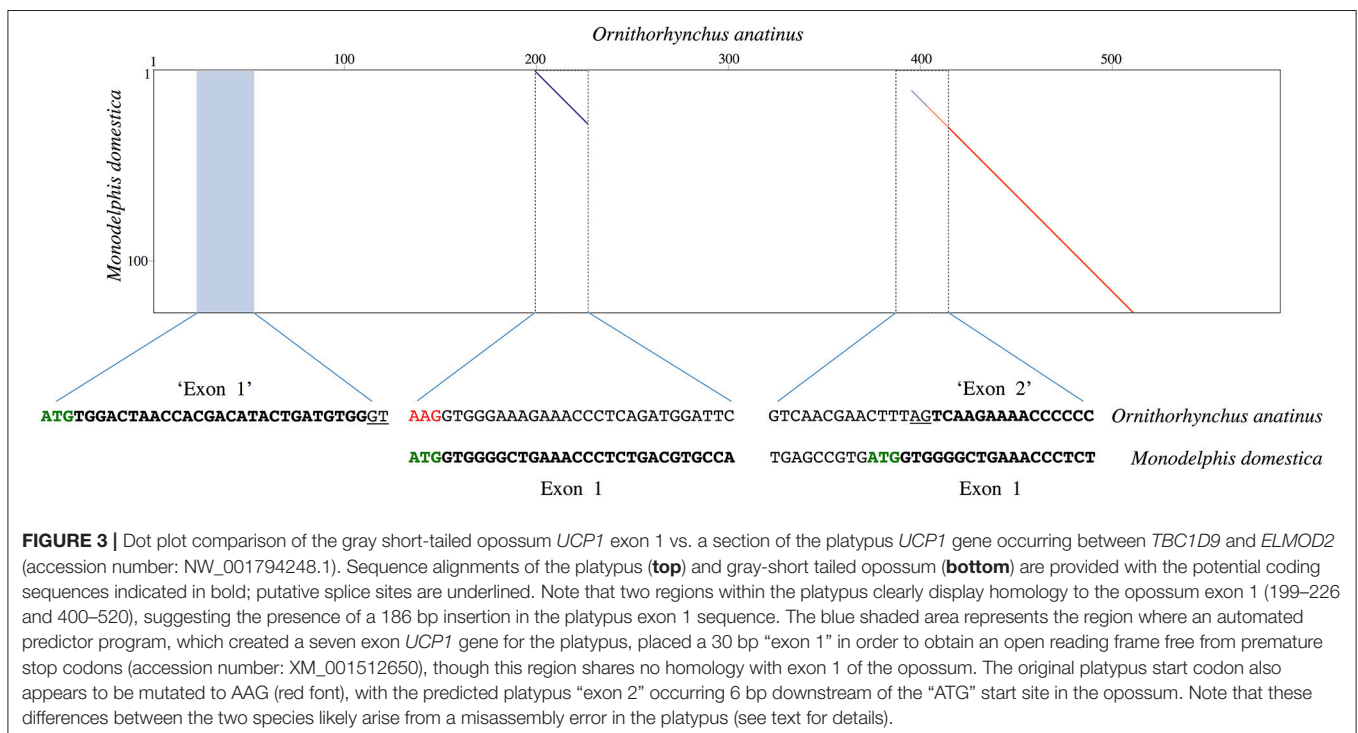 Ornithorhynchus anatinus
1 100 200 300 400 500
1
Monodelphis domestica
100
'Exon 1' 'Exon 2'
ATGTGGACTAACCACGACATACTGATGTGGGT AAGGTGGGAAAGAAACCCTCAGATGGATTC GTCAACGAACTTTAGTCAAGAAAACCCCCC Ornithorhynchus anatinus
ATGGTGGGGCTGAAACCCTCTGACGTGCCA TGAGCCGTGATGGTGGGGCTGAAACCCTCT Monodelphis domestica
Exon 1 Exon 1
FIGURE 3 | Dot plot comparison of the gray short-tailed opossum UCP1 exon 1 vs. a section of the platypus UCP1 gene occurring between TBC1D9 and ELMOD2
(accession number: NW_001794248.1). Sequence alignments of the platypus (top) and gray-short tailed opossum (bottom) are provided with the potential coding
sequences indicated in bold; putative splice sites are underlined. Note that two regions within the platypus clearly display homology to the opossum exon 1 (199–226
and 400–520), suggesting the presence of a 186 bp insertion in the platypus exon 1 sequence. The blue shaded area represents the region where an automated
predictor program, which created a seven exon UCP1 gene for the platypus, placed a 30 bp “exon 1” in order to obtain an open reading frame free from premature
stop codons (accession number: XM_001512650), though this region shares no homology with exon 1 of the opossum. The original platypus start codon also
appears to be mutated to AAG (red font), with the predicted platypus “exon 2” occurring 6 bp downstream of the “ATG” start site in the opossum. Note that these
differences between the two species likely arise from a misassembly error in the platypus (see text for details).